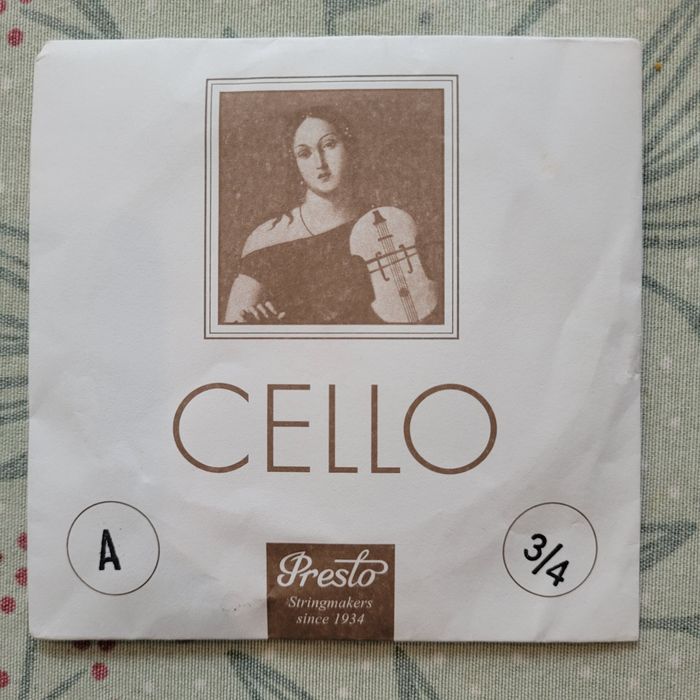 CELLO
A
3/4
Presto
Stringmakers
since 1934